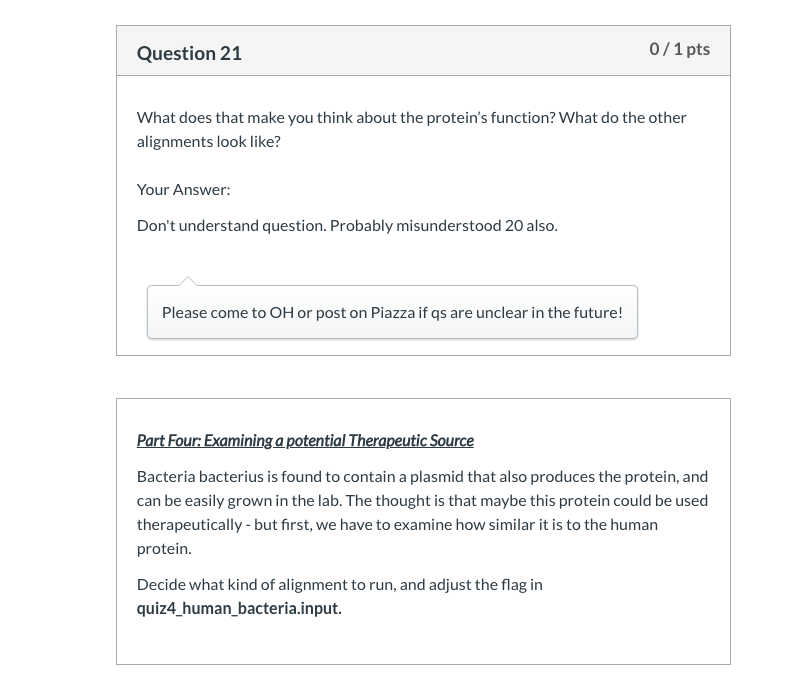 Question 21
0 / 1 pts
What does that make you think about the protein's function? What do the other
alignments look like?
Your Answer:
Don't understand question. Probably misunderstood 20 also.
Please come to OH or post on Piazza if qs are unclear in the future!
Part Four: Examining a potential Therapeutic Source
Bacteria bacterius is found to contain a plasmid that also produces the protein, and
can be easily grown in the lab. The thought is that maybe this protein could be used
therapeutically - but first, we have to examine how similar it is to the human
protein.
Decide what kind of alignment to run, and adjust the flag in
quiz4_human_bacteria.input.